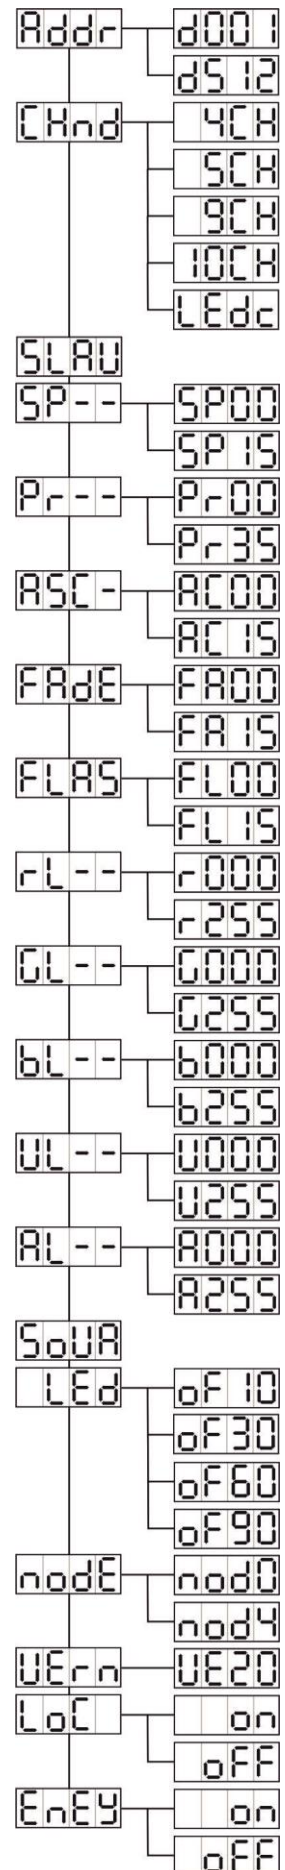 Addr
d001
d512
CHnd
4CH
5CH
9CH
10CH
LEdc
SLAU
SP--
SP00
SP15
Pr--
Pr00
Pr35
ASC-
AC00
AC15
FAdE
FA00
FA15
FLAS
FL00
FL15
rL--
r000
r255
GL--
G000
G255
bL--
b000
b255
UL--
U000
U255
AL--
A000
A255
SoUA
LEd
oF10
oF30
oF60
oF90
nodE
nod0
nod4
UErn
UE20
LoC
on
oFF
EnEY
on
oFF